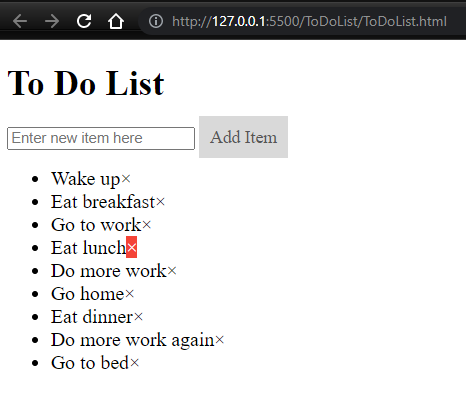 http://127.0.0.1:5500/ToDoList/ToDoList.html
To Do List
Enter new item here Add Item
• Wake up×
• Eat breakfast×
• Go to work×
• Eat lunch×
• Do more work×
• Go home×
• Eat dinner×
• Do more work again×
• Go to bed×